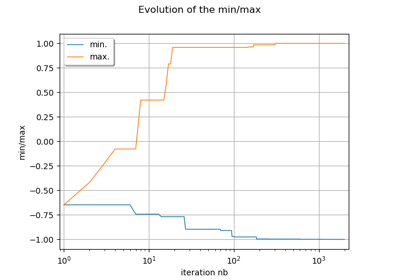 Evolution of the min/max
min.
max.
1.00
0.75
0.50
0.25
0.00
−0.25
−0.50
−0.75
−1.00
min/max
10⁰ 10¹ 10² 10³
iteration nb